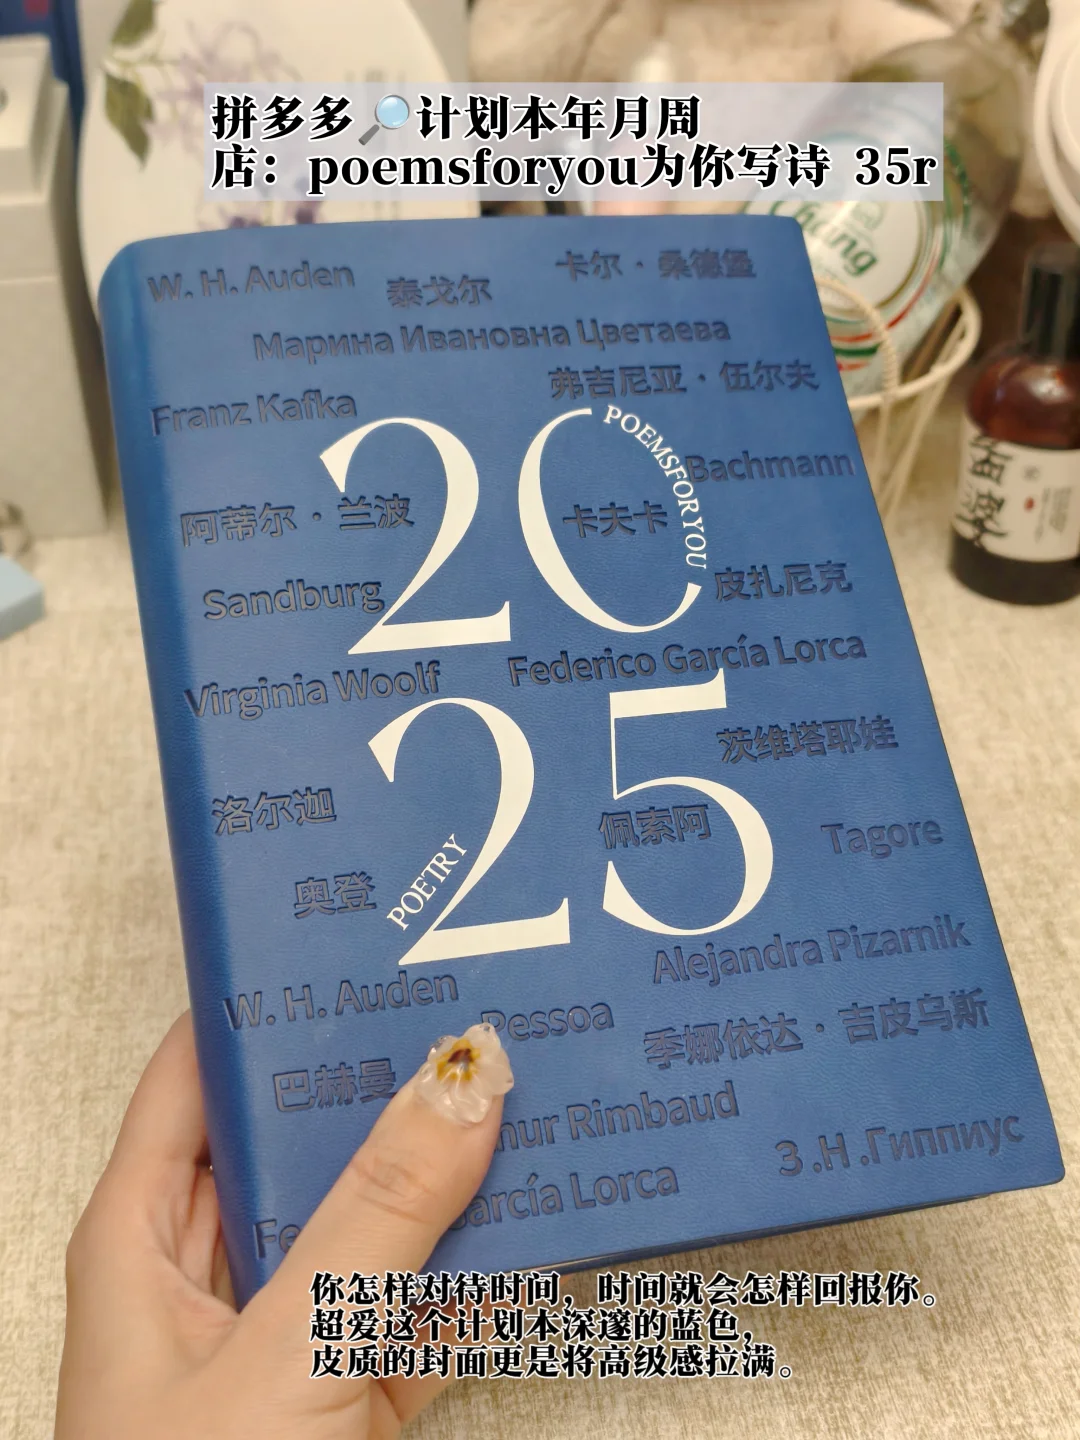 拼多多🔎计划本年月周
店：poemsforyou为你写诗 35r
W. H. Auden
泰戈尔
卡尔·桑德堡
Марина Ивановна Цветаева
弗吉尼亚·伍尔夫
Franz Kafka
20
POEMSFORYOU
Bachmann
阿蒂尔·兰波
卡夫卡
Sandburg
皮扎尼克
Virginia Woolf
Federico García Lorca
25
茨维塔耶娃
洛尔迦
佩索阿
Tagore
奥登
POETRY
Alejandra Pizarnik
W. H. Auden
Pessoa
季娜依达·吉皮乌斯
巴赫曼
Rimbaud
З.Н.Гиппиус
García Lorca
你怎样对待时间，时间就会怎样回报你。
超爱这个计划本深邃的蓝色，
皮质的封面更是将高级感拉满。